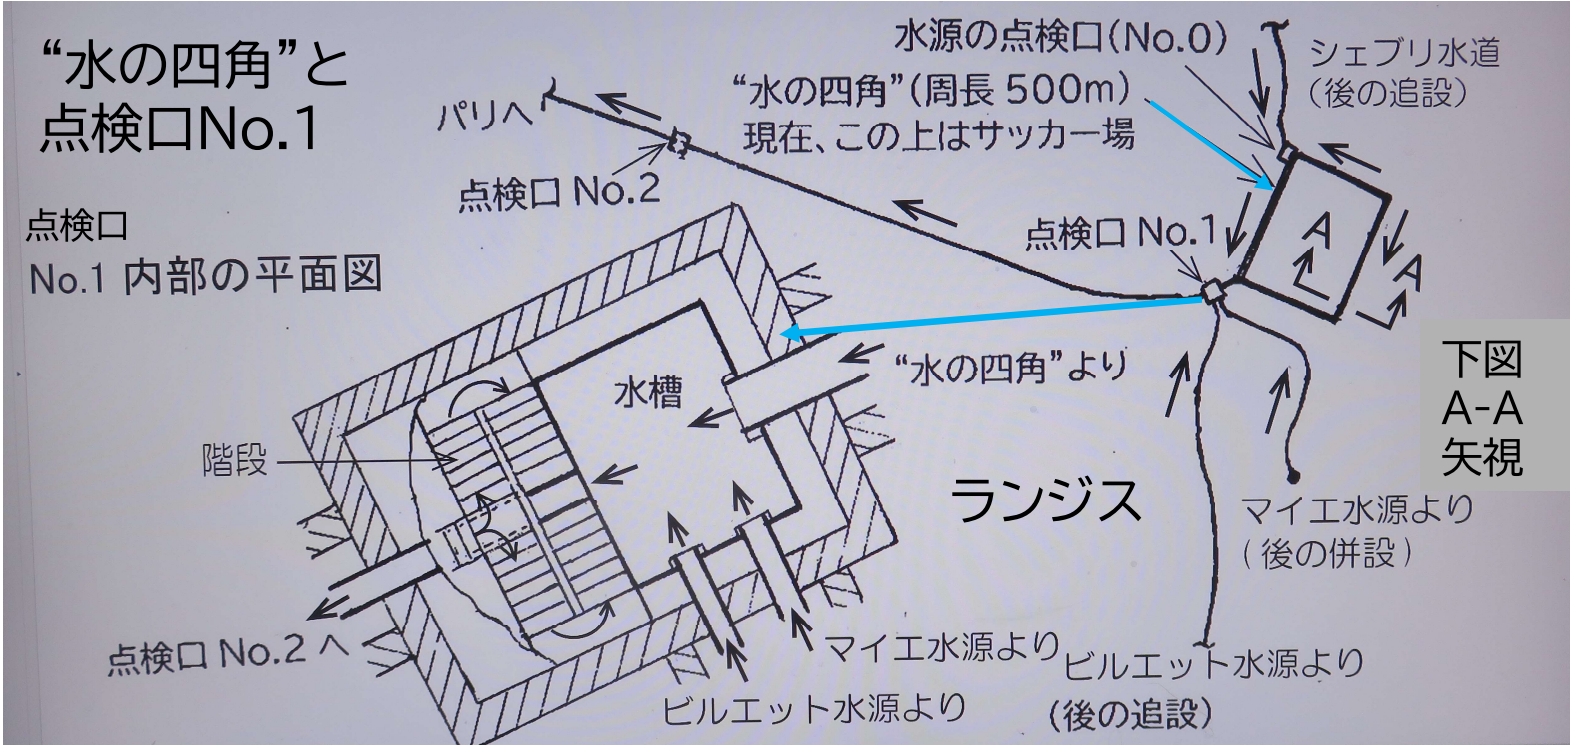 “水の四角”と
点検口No.1
点検口
No.1 内部の平面図
水源の点検口(No.0)
シェブリ水道
(後の追設)
“水の四角”(周長 500m)
現在、この上はサッカー場
パリへ
点検口 No.2
点検口 No.1
A
A
“水の四角”より
下図
A-A
矢視
水槽
階段
ランジス
マイエ水源より
(後の併設)
点検口 No.2 へ
マイエ水源より
ビルエット水源より
ビルエット水源より
(後の追設)